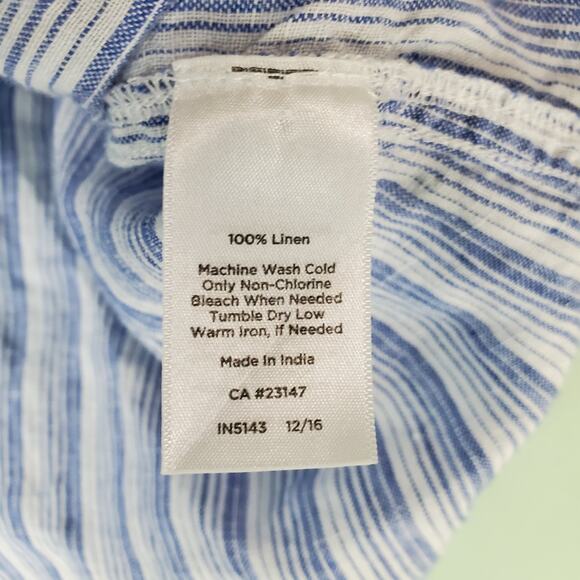 100% Linen
Machine Wash Cold
Only Non-Chlorine
Bleach When Needed
Tumble Dry Low
Warm Iron, If Needed
Made In India
CA #23147
IN5143 12/16